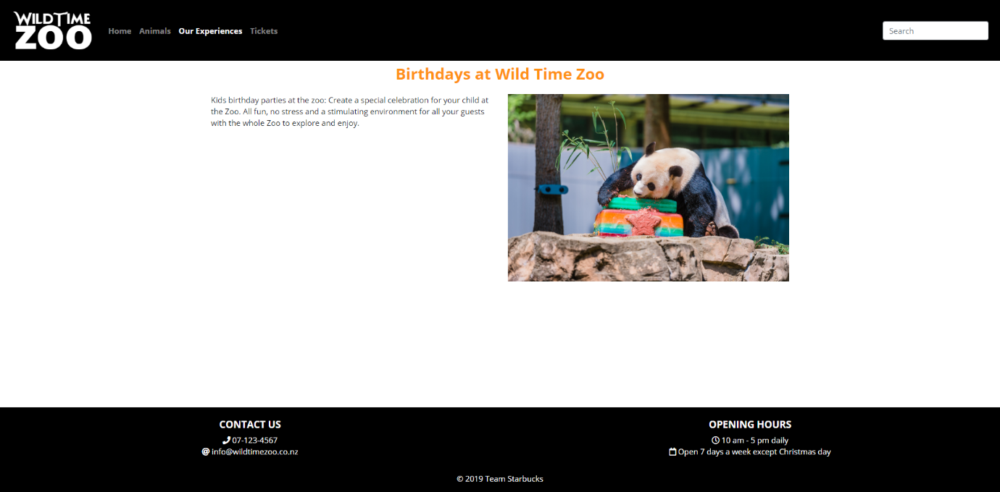 WILDTIME
ZOO
Home Animals Our Experiences Tickets
Search
Birthdays at Wild Time Zoo
Kids birthday parties at the zoo: Create a special celebration for your child at
the Zoo. All fun, no stress and a stimulating environment for all your guests
with the whole Zoo to explore and enjoy.
CONTACT US
07-123-4567
info@wildtimezoo.co.nz
OPENING HOURS
10 am - 5 pm daily
Open 7 days a week except Christmas day
© 2019 Team Starbucks